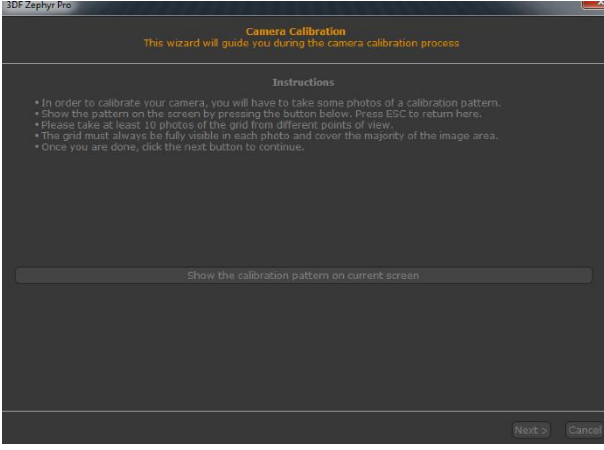 3DF Zephyr Pro
Camera Calibration
This wizard will guide you during the camera calibration process
Instructions
• In order to calibrate your camera, you will have to take some photos of a calibration pattern.
• Show the pattern on the screen by pressing the button below. Press ESC to return here.
• Please take at least 10 photos of the grid from different points of view.
• The grid must always be fully visible in each photo and cover the majority of the image area.
• Once you are done, click the next button to continue.
Show the calibration pattern on current screen
Next > Cancel